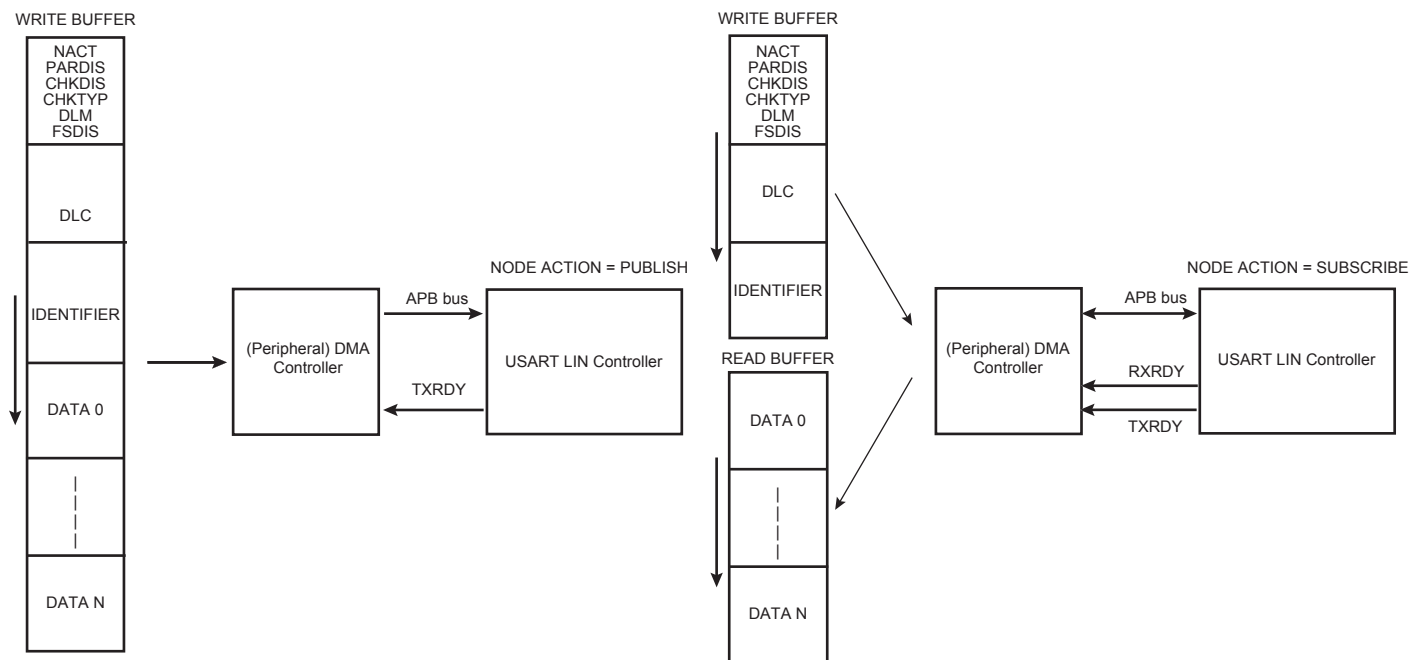 WRITE BUFFER
NACT
PARDIS
CHKDIS
CHKTYP
DLM
FSDIS
DLC
IDENTIFIER
DATA 0
DATA N
(Peripheral) DMA
Controller
APB bus
TXRDY
NODE ACTION = PUBLISH
USART LIN Controller
WRITE BUFFER
NACT
PARDIS
CHKDIS
CHKTYP
DLM
FSDIS
DLC
IDENTIFIER
READ BUFFER
DATA 0
DATA N
(Peripheral) DMA
Controller
APB bus
RXRDY
TXRDY
NODE ACTION = SUBSCRIBE
USART LIN Controller